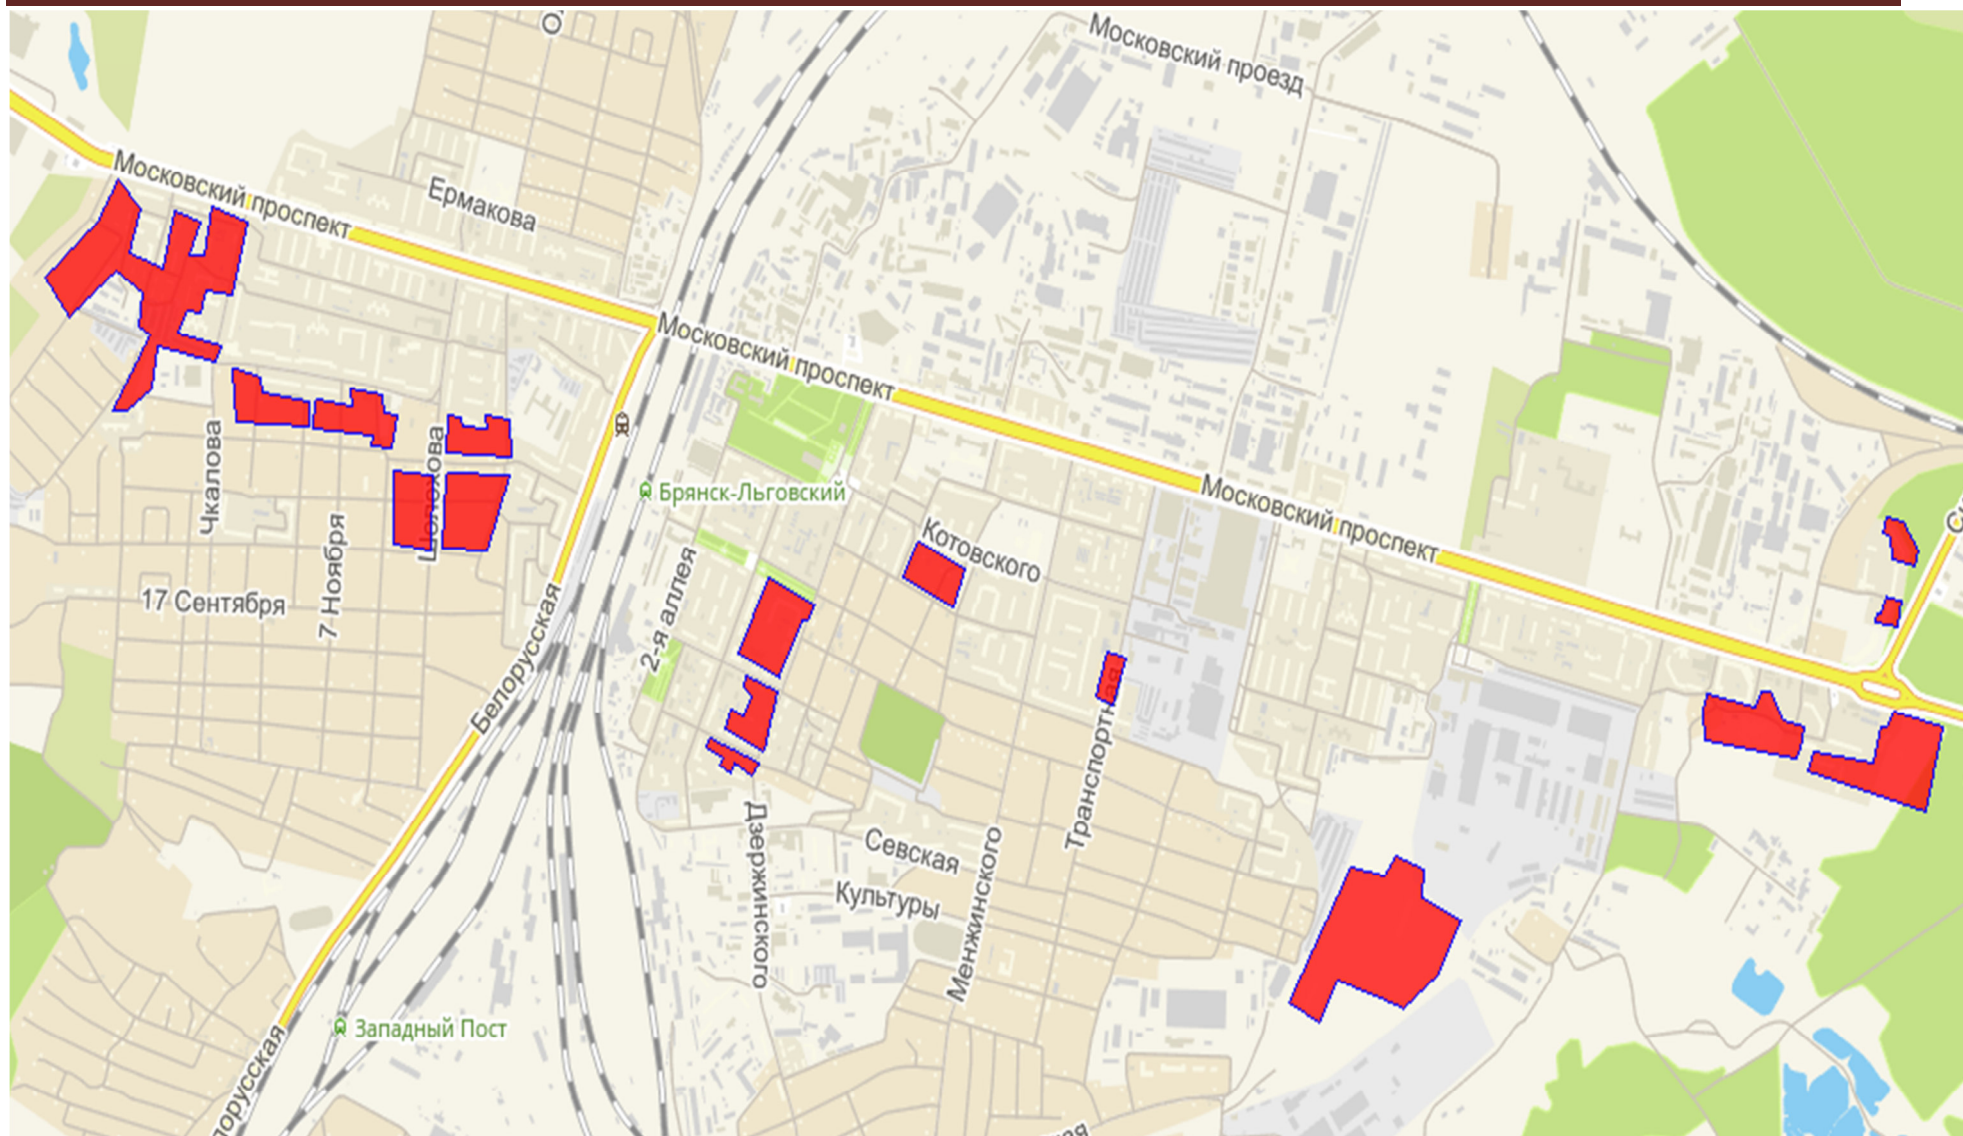 Московский проезд
Московский проспект
Ермакова
Московский проспект
Чкалова
Шолохова
Брянск-Льговский
Московский проспект
7 Ноября
Котовского
17 Сентября
2-я аллея
Белорусская
Транспортная
Дзержинского
Севская
Культуры
Менжинского
Западный Пост